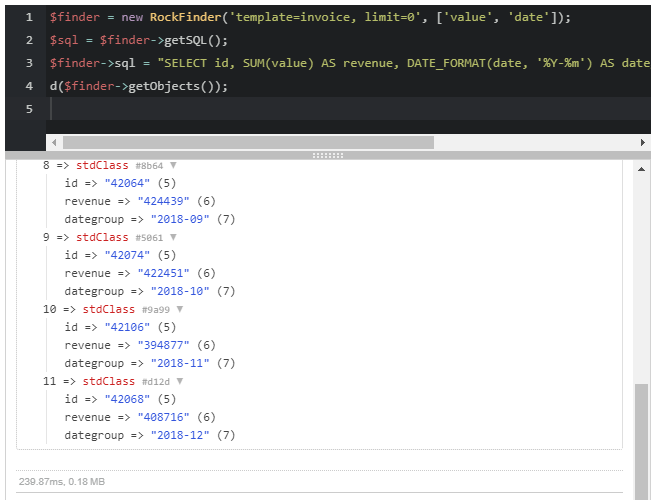 1 $finder = new RockFinder('template=invoice, limit=0', ['value', 'date']);
2 $sql = $finder->getSQL();
3 $finder->sql = "SELECT id, SUM(value) AS revenue, DATE_FORMAT(date, '%Y-%m') AS date
4 d($finder->getObjects());
5
8 => stdClass #8b64 ▼
id => "42064" (5)
revenue => "424439" (6)
dategroup => "2018-09" (7)
9 => stdClass #5061 ▼
id => "42074" (5)
revenue => "422451" (6)
dategroup => "2018-10" (7)
10 => stdClass #9a99 ▼
id => "42106" (5)
revenue => "394877" (6)
dategroup => "2018-11" (7)
11 => stdClass #d12d ▼
id => "42068" (5)
revenue => "408716" (6)
dategroup => "2018-12" (7)
239.87ms, 0.18 MB